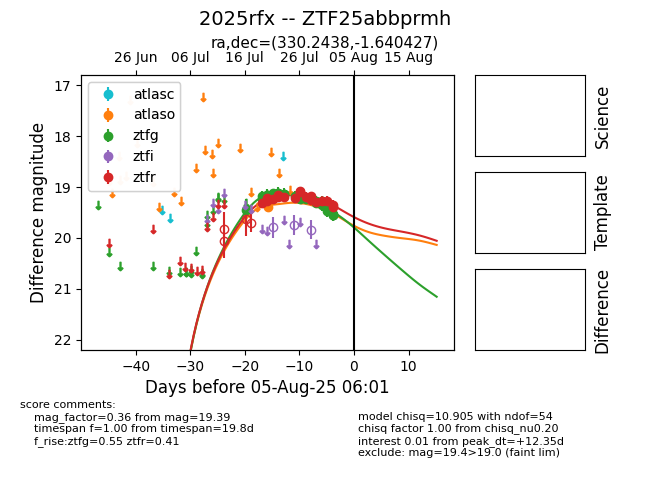 2025rfx -- ZTF25abbprmh
ra,dec=(330.2438,-1.640427)
26 Jun 06 Jul 16 Jul 26 Jul 05 Aug 15 Aug
17
18
19
20
21
22
Difference magnitude
atlasc
atlaso
ztfg
ztfi
ztfr
−40 −30 −20 −10 0 10
Days before 05-Aug-25 06:01
Science
Template
Difference
score comments:
mag_factor=0.36 from mag=19.39
timespan f=1.00 from timespan=19.8d
f_rise:ztfg=0.55 ztfr=0.41
model chisq=10.905 with ndof=54
chisq factor 1.00 from chisq_nu0.20
interest 0.01 from peak_dt=+12.35d
exclude: mag=19.4>19.0 (faint lim)